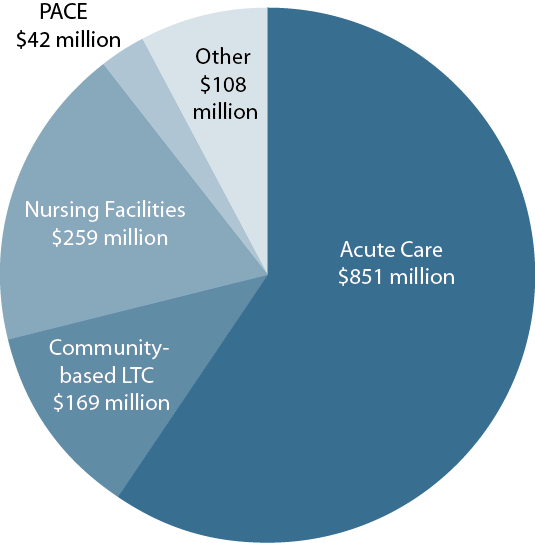 PACE
$42 million
Other
$108
million
Nursing Facilities
$259 million
Acute Care
$851 million
Community-
based LTC
$169 million